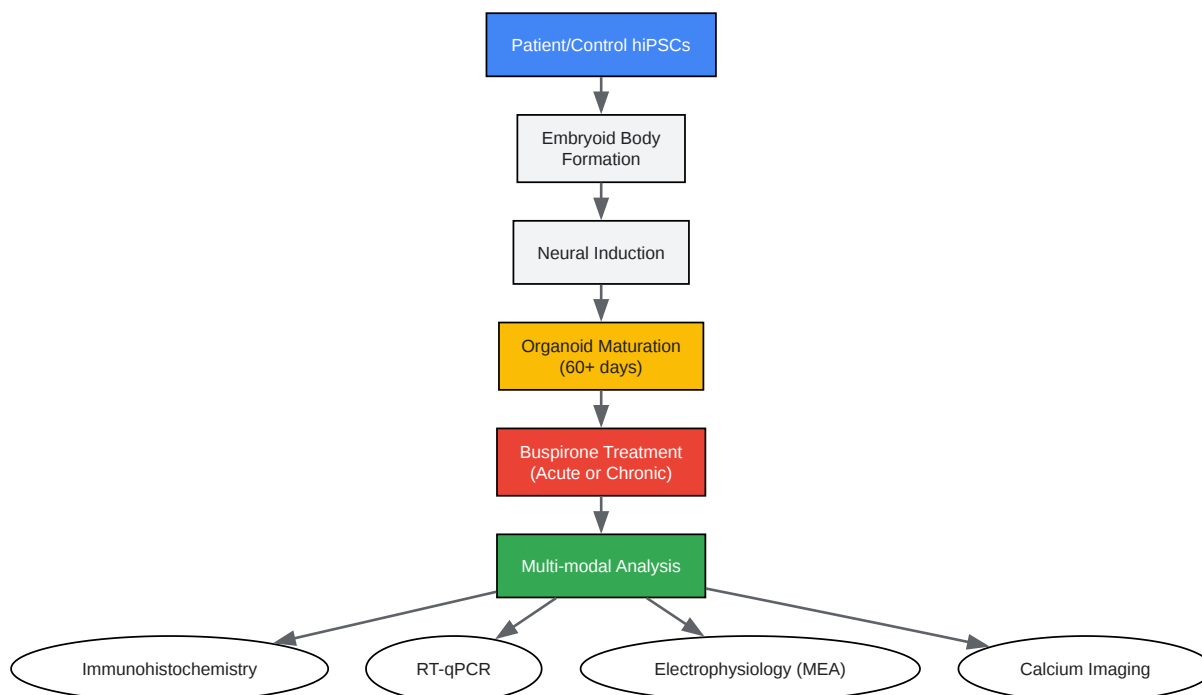 Patient/Control hiPSCs
Embryoid Body
Formation
Neural Induction
Organoid Maturation
(60+ days)
Buspirone Treatment
(Acute or Chronic)
Multi-modal Analysis
Immunohistochemistry
RT-qPCR
Electrophysiology (MEA)
Calcium Imaging